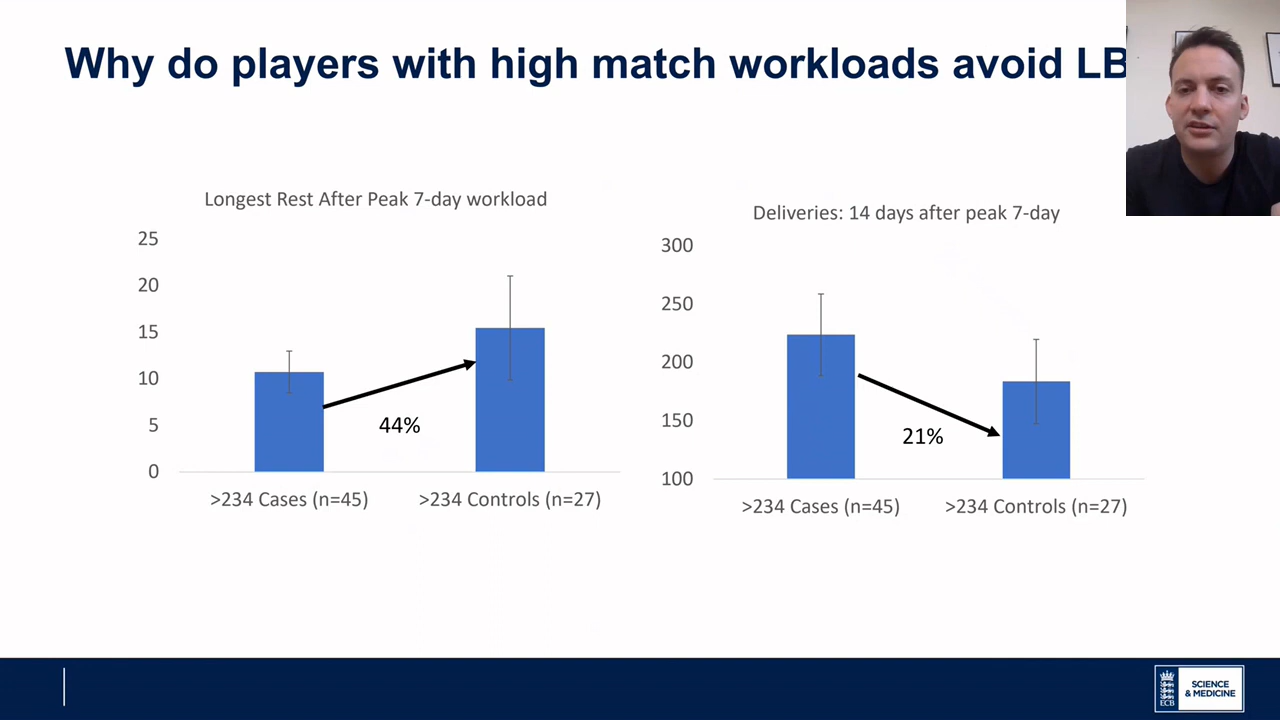 Why do players with high match workloads avoid LB
Longest Rest After Peak 7-day workload
25
20
15
10
5
0
44%
>234 Cases (n=45)
>234 Controls (n=27)
Deliveries: 14 days after peak 7-day
300
250
200
150
100
21%
>234 Cases (n=45)
>234 Controls (n=27)
ECB
SCIENCE
& MEDICINE